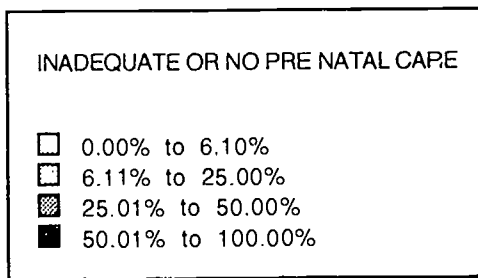 INADEQUATE OR NO PRE NATAL CARE
0.00% to 6.10%
6.11% to 25.00%
25.01% to 50.00%
50.01% to 100.00%